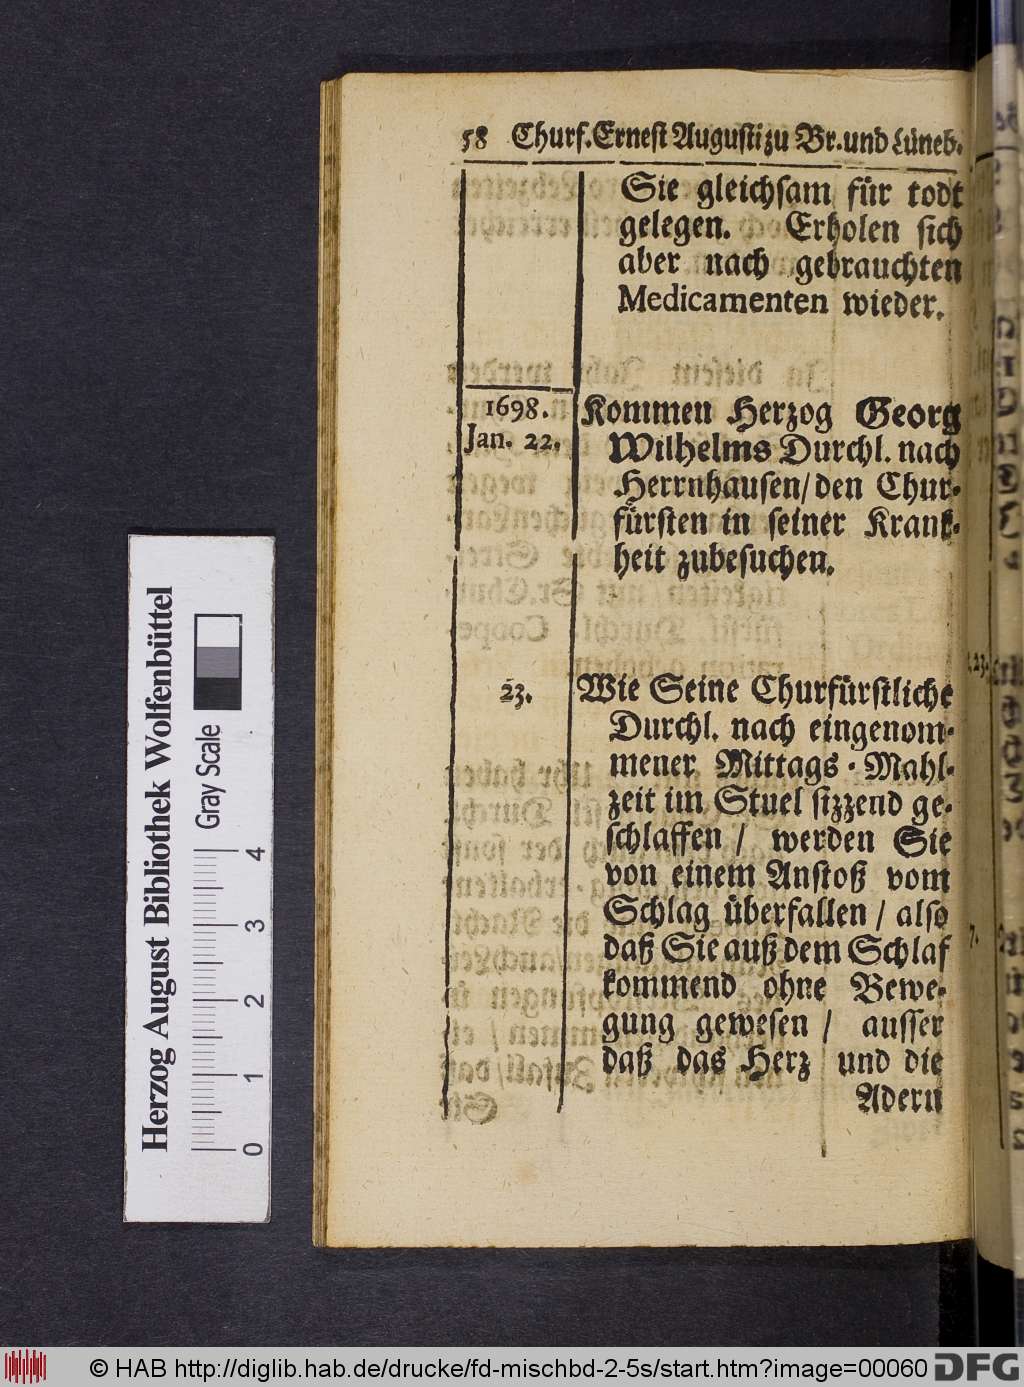 58 Churf. Ernest Augusti zu Br. und Lüneb.
Sie gleichsam für todt
gelegen. Erholen sich
aber nach gebrauchten
Medicamenten wieder.
1698.
Jan. 22.
Kommen Herzog Georg
Wilhelms Durchl. nach
Herrnhausen/den Chur-
fürsten in seiner Krank-
heit zubesuchen.
23.
Wie Seine Churfürstliche
Durchl. nach eingenom-
mener Mittags-Mahl-
zeit im Stuel sizzend ge-
schlaffen / werden Sie
von einem Anstoß vom
Schlag überfallen / also
daß Sie auß dem Schlaf
kommend ohne Bewe-
gung gewesen / ausser
daß das Herz und die
Adern
Herzog August Bibliothek Wolfenbüttel
Gray Scale
0 1 2 3 4
© HAB http://diglib.hab.de/drucke/fd-mischbd-2-5s/start.htm?image=00060
DFG